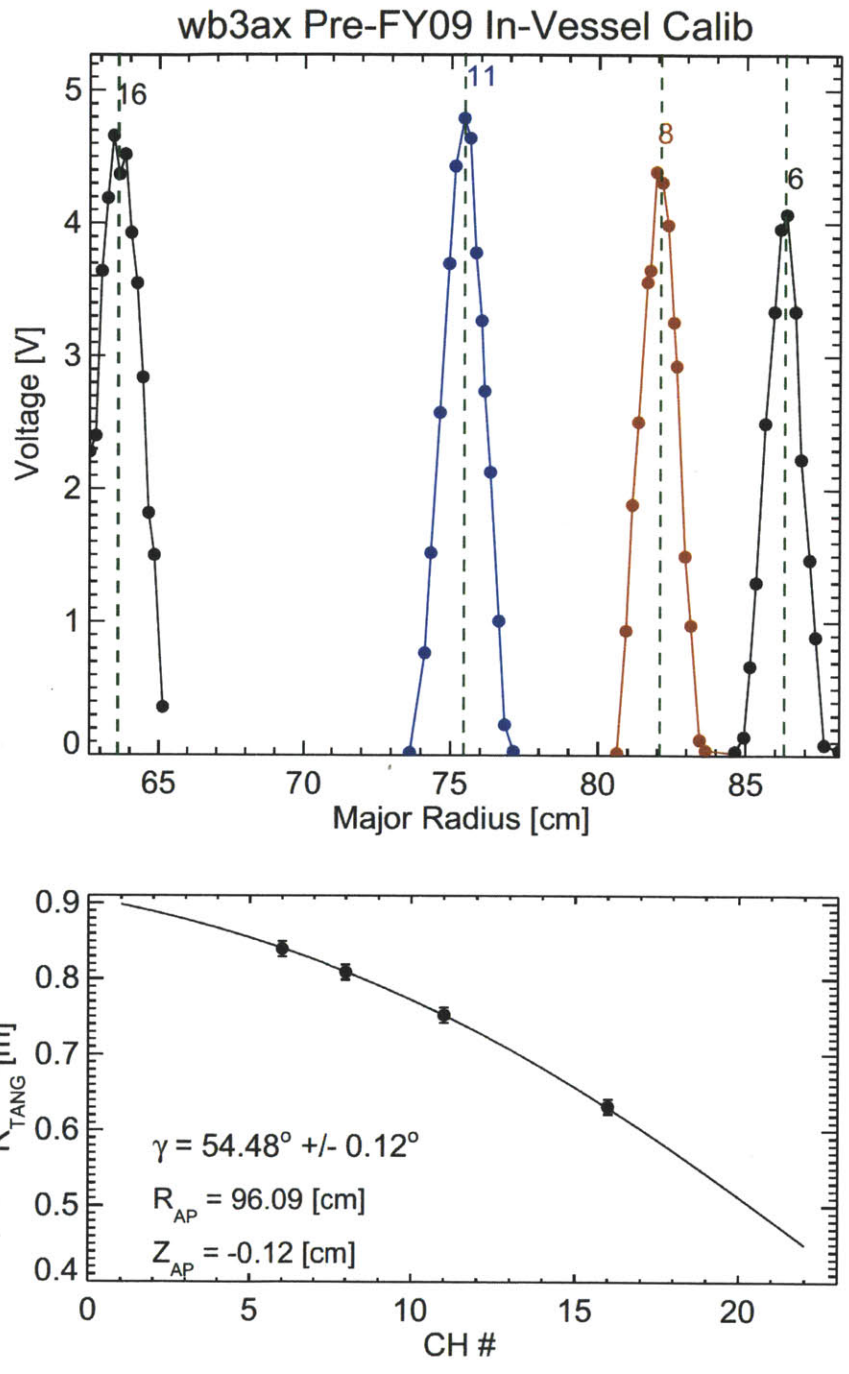 wb3ax Pre-FY09 In-Vessel Calib
5
16
11
8
6
4
3
2
1
0
Voltage [V]
65 70 75 80 85
Major Radius [cm]
0.9
0.8
0.7
0.6
0.5
0.4
R_TANG [m]
γ = 54.48° +/- 0.12°
R_AP = 96.09 [cm]
Z_AP = -0.12 [cm]
0 5 10 15 20
CH #